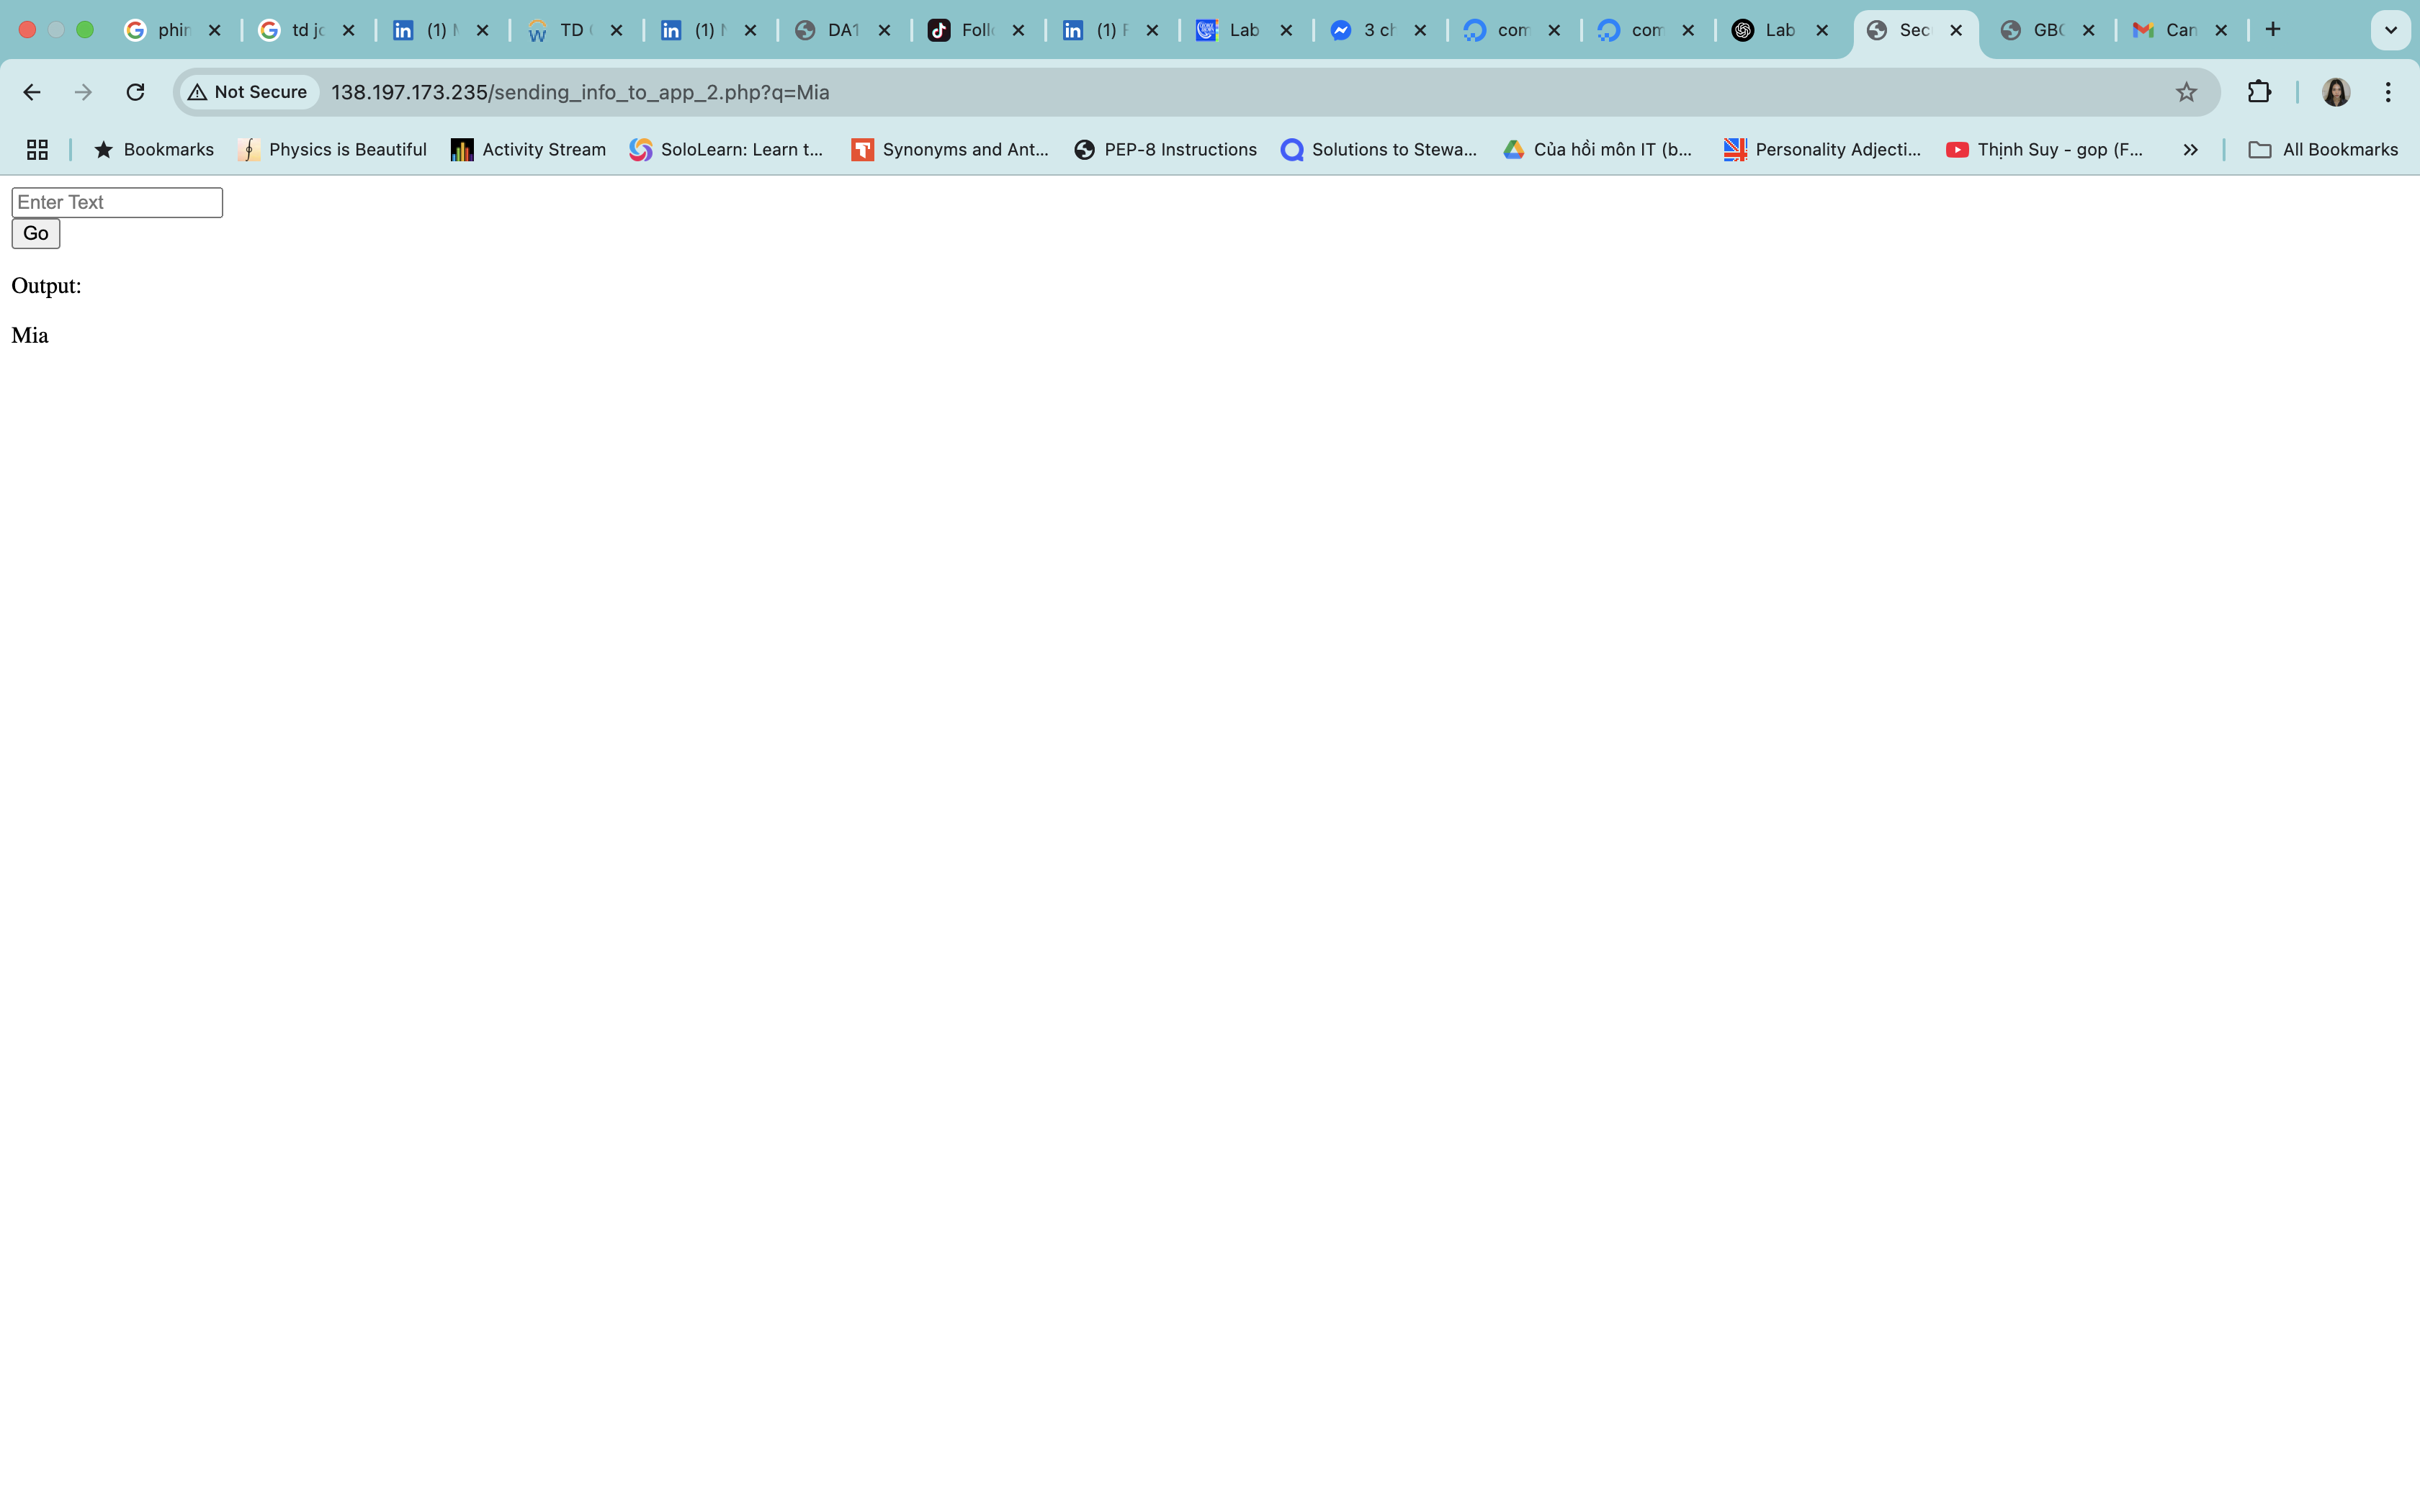 phin
td jo
(1) N
TD
(1) N
DA1
Follo
(1) F
Lab
3 ch
com
com
Lab
Sec
GBC
Can
Not Secure 138.197.173.235/sending_info_to_app_2.php?q=Mia
Bookmarks Physics is Beautiful Activity Stream SoloLearn: Learn t... Synonyms and Ant... PEP-8 Instructions Solutions to Stewa... Của hồi môn IT (b... Personality Adjecti... Thịnh Suy - gop (F... All Bookmarks
Enter Text
Go
Output:
Mia